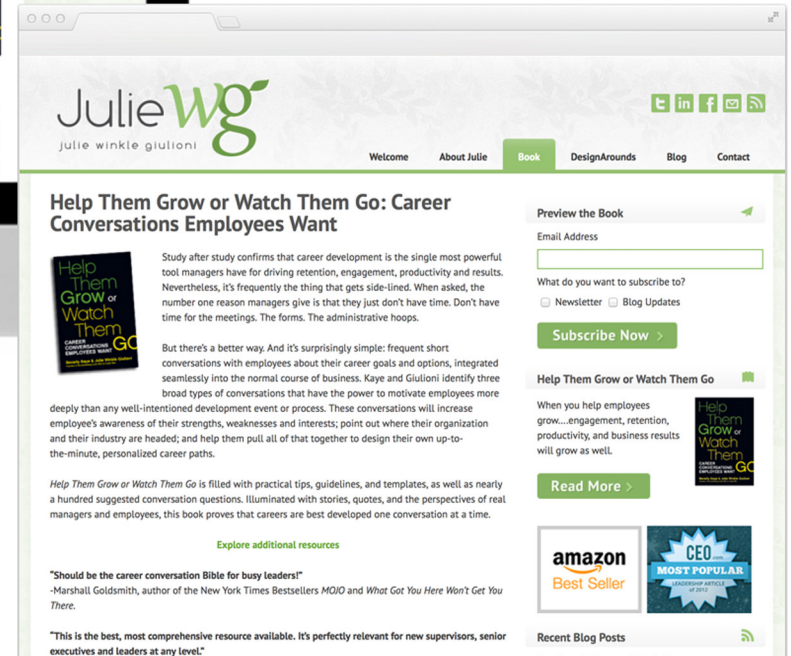 JulieWg
julie winkle giulioni
Welcome
About Julie
Book
DesignArounds
Blog
Contact
Help Them Grow or Watch Them Go: Career
Conversations Employees Want
Help
Them
Grow or
Watch
Them
GO
CAREER
CONVERSATIONS
EMPLOYEES WANT
Beverly Kaye & Julie Winkle Giulioni
Study after study confirms that career development is the single most powerful
tool managers have for driving retention, engagement, productivity and results.
Nevertheless, it's frequently the thing that gets side-lined. When asked, the
number one reason managers give is that they just don't have time. Don't have
time for the meetings. The forms. The administrative hoops.
But there's a better way. And it's surprisingly simple: frequent short
conversations with employees about their career goals and options, integrated
seamlessly into the normal course of business. Kaye and Giulioni identify three
broad types of conversations that have the power to motivate employees more
deeply than any well-intentioned development event or process. These conversations will increase
employee's awareness of their strengths, weaknesses and interests; point out where their organization
and their industry are headed; and help them pull all of that together to design their own up-to-
the-minute, personalized career paths.
Help Them Grow or Watch Them Go is filled with practical tips, guidelines, and templates, as well as nearly
a hundred suggested conversation questions. Illuminated with stories, quotes, and the perspectives of real
managers and employees, this book proves that careers are best developed one conversation at a time.
Explore additional resources
"Should be the career conversation Bible for busy leaders!"
-Marshall Goldsmith, author of the New York Times Bestsellers MOJO and What Got You Here Won't Get You
There.
"This is the best, most comprehensive resource available. It's perfectly relevant for new supervisors, senior
executives and leaders at any level."
Preview the Book
Email Address
What do you want to subscribe to?
Newsletter
Blog Updates
Subscribe Now >
Help Them Grow or Watch Them Go
When you help employees
grow....engagement, retention,
productivity, and business results
will grow as well.
Help
Them
Grow or
Watch
Them
GO
CAREER
CONVERSATIONS
EMPLOYEES WANT
Read More >
amazon
Best Seller
CEO.com
MOST POPULAR
LEADERSHIP ARTICLE
of 2012
Recent Blog Posts